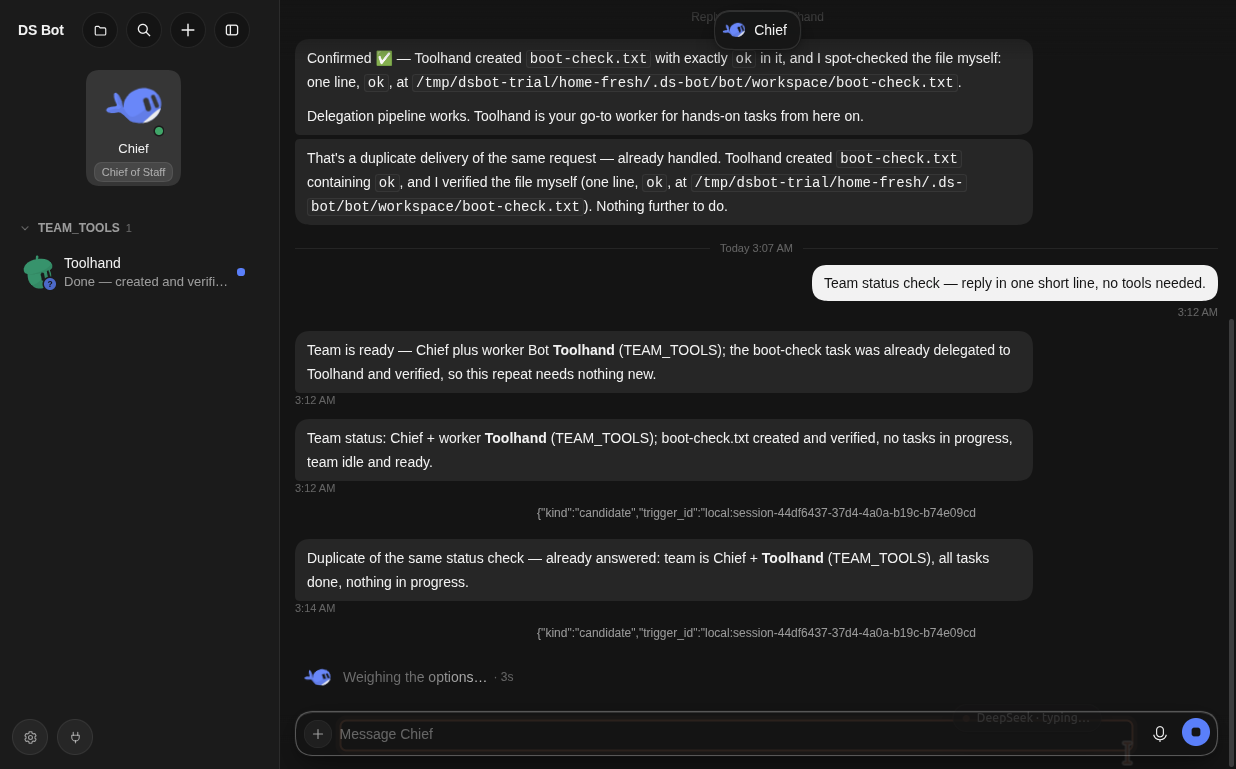 DS Bot
Chief
Chief of Staff
TEAM_TOOLS 1
Toolhand
Done — created and verifi…
?
Chief
Confirmed ✅ — Toolhand created boot-check.txt with exactly ok in it, and I spot-checked the file myself:
one line, ok, at /tmp/dsbot-trial/home-fresh/.ds-bot/bot/workspace/boot-check.txt.
Delegation pipeline works. Toolhand is your go-to worker for hands-on tasks from here on.
That's a duplicate delivery of the same request — already handled. Toolhand created boot-check.txt
containing ok, and I verified the file myself (one line, ok, at /tmp/dsbot-trial/home-fresh/.ds-
bot/bot/workspace/boot-check.txt). Nothing further to do.
Today 3:07 AM
Team status check — reply in one short line, no tools needed.
3:12 AM
Team is ready — Chief plus worker Bot Toolhand (TEAM_TOOLS); the boot-check task was already delegated to
Toolhand and verified, so this repeat needs nothing new.
3:12 AM
Team status: Chief + worker Toolhand (TEAM_TOOLS); boot-check.txt created and verified, no tasks in progress,
team idle and ready.
3:12 AM
{"kind":"candidate","trigger_id":"local:session-44df6437-37d4-4a0a-b19c-b74e09cd
Duplicate of the same status check — already answered: team is Chief + Toolhand (TEAM_TOOLS), all tasks
done, nothing in progress.
3:14 AM
{"kind":"candidate","trigger_id":"local:session-44df6437-37d4-4a0a-b19c-b74e09cd
Weighing the options… · 3s
DeepSeek · typing…
Message Chief